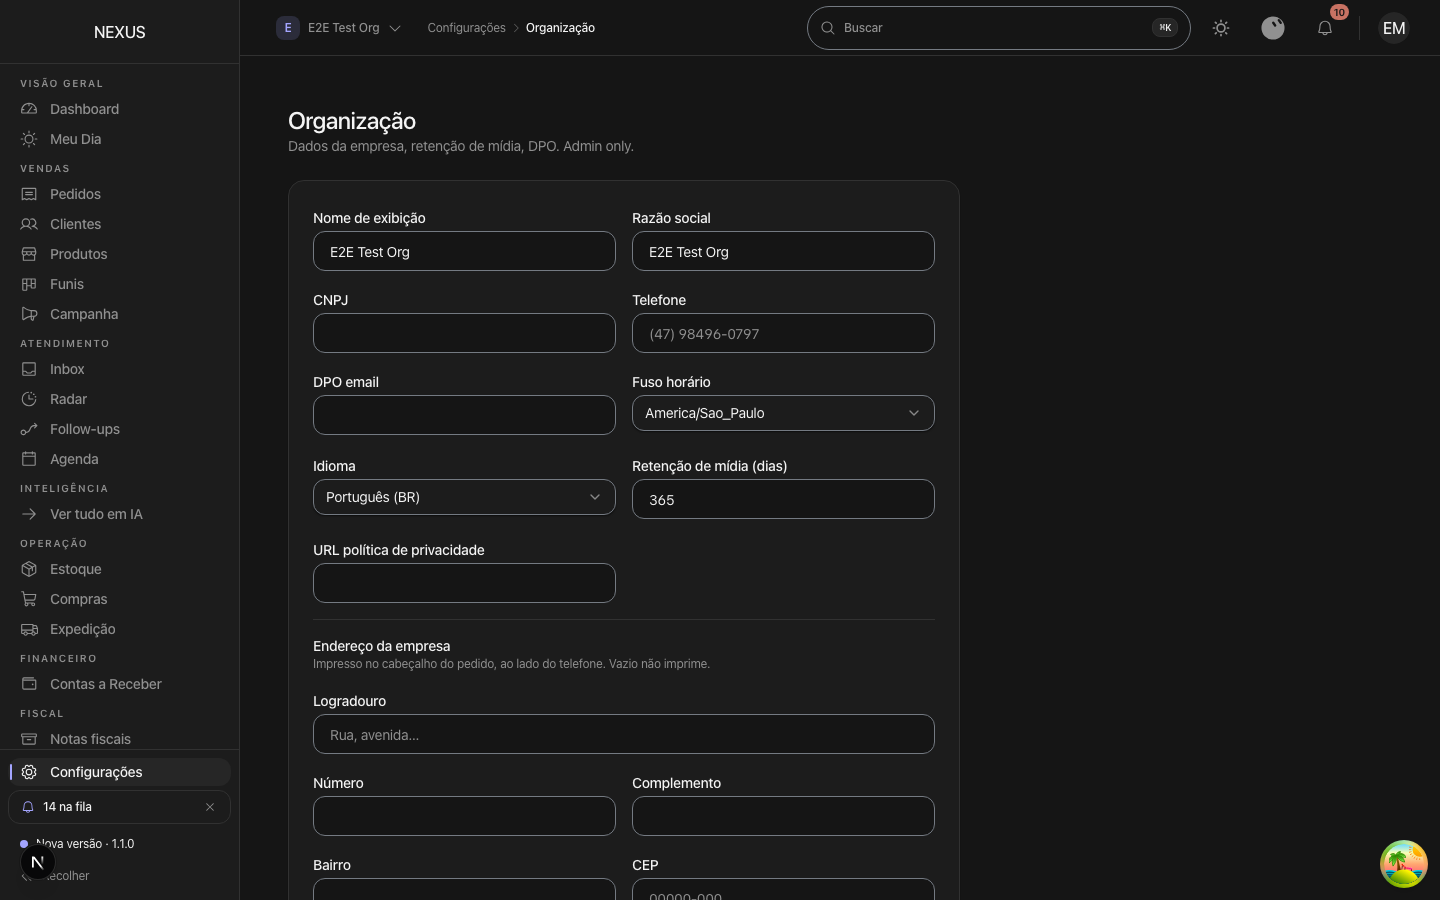 NEXUS
E E2E Test Org
Configurações > Organização
Buscar ⌘K
10
EM
VISÃO GERAL
Dashboard
Meu Dia
VENDAS
Pedidos
Clientes
Produtos
Funis
Campanha
ATENDIMENTO
Inbox
Radar
Follow-ups
Agenda
INTELIGÊNCIA
Ver tudo em IA
OPERAÇÃO
Estoque
Compras
Expedição
FINANCEIRO
Contas a Receber
FISCAL
Notas fiscais
Configurações
14 na fila
Nova versão · 1.1.0
N
Organização
Dados da empresa, retenção de mídia, DPO. Admin only.
Nome de exibição
E2E Test Org
Razão social
E2E Test Org
CNPJ
Telefone
(47) 98496-0797
DPO email
Fuso horário
America/Sao_Paulo
Idioma
Português (BR)
Retenção de mídia (dias)
365
URL política de privacidade
Endereço da empresa
Impresso no cabeçalho do pedido, ao lado do telefone. Vazio não imprime.
Logradouro
Rua, avenida...
Número
Complemento
Bairro
CEP
00000-000